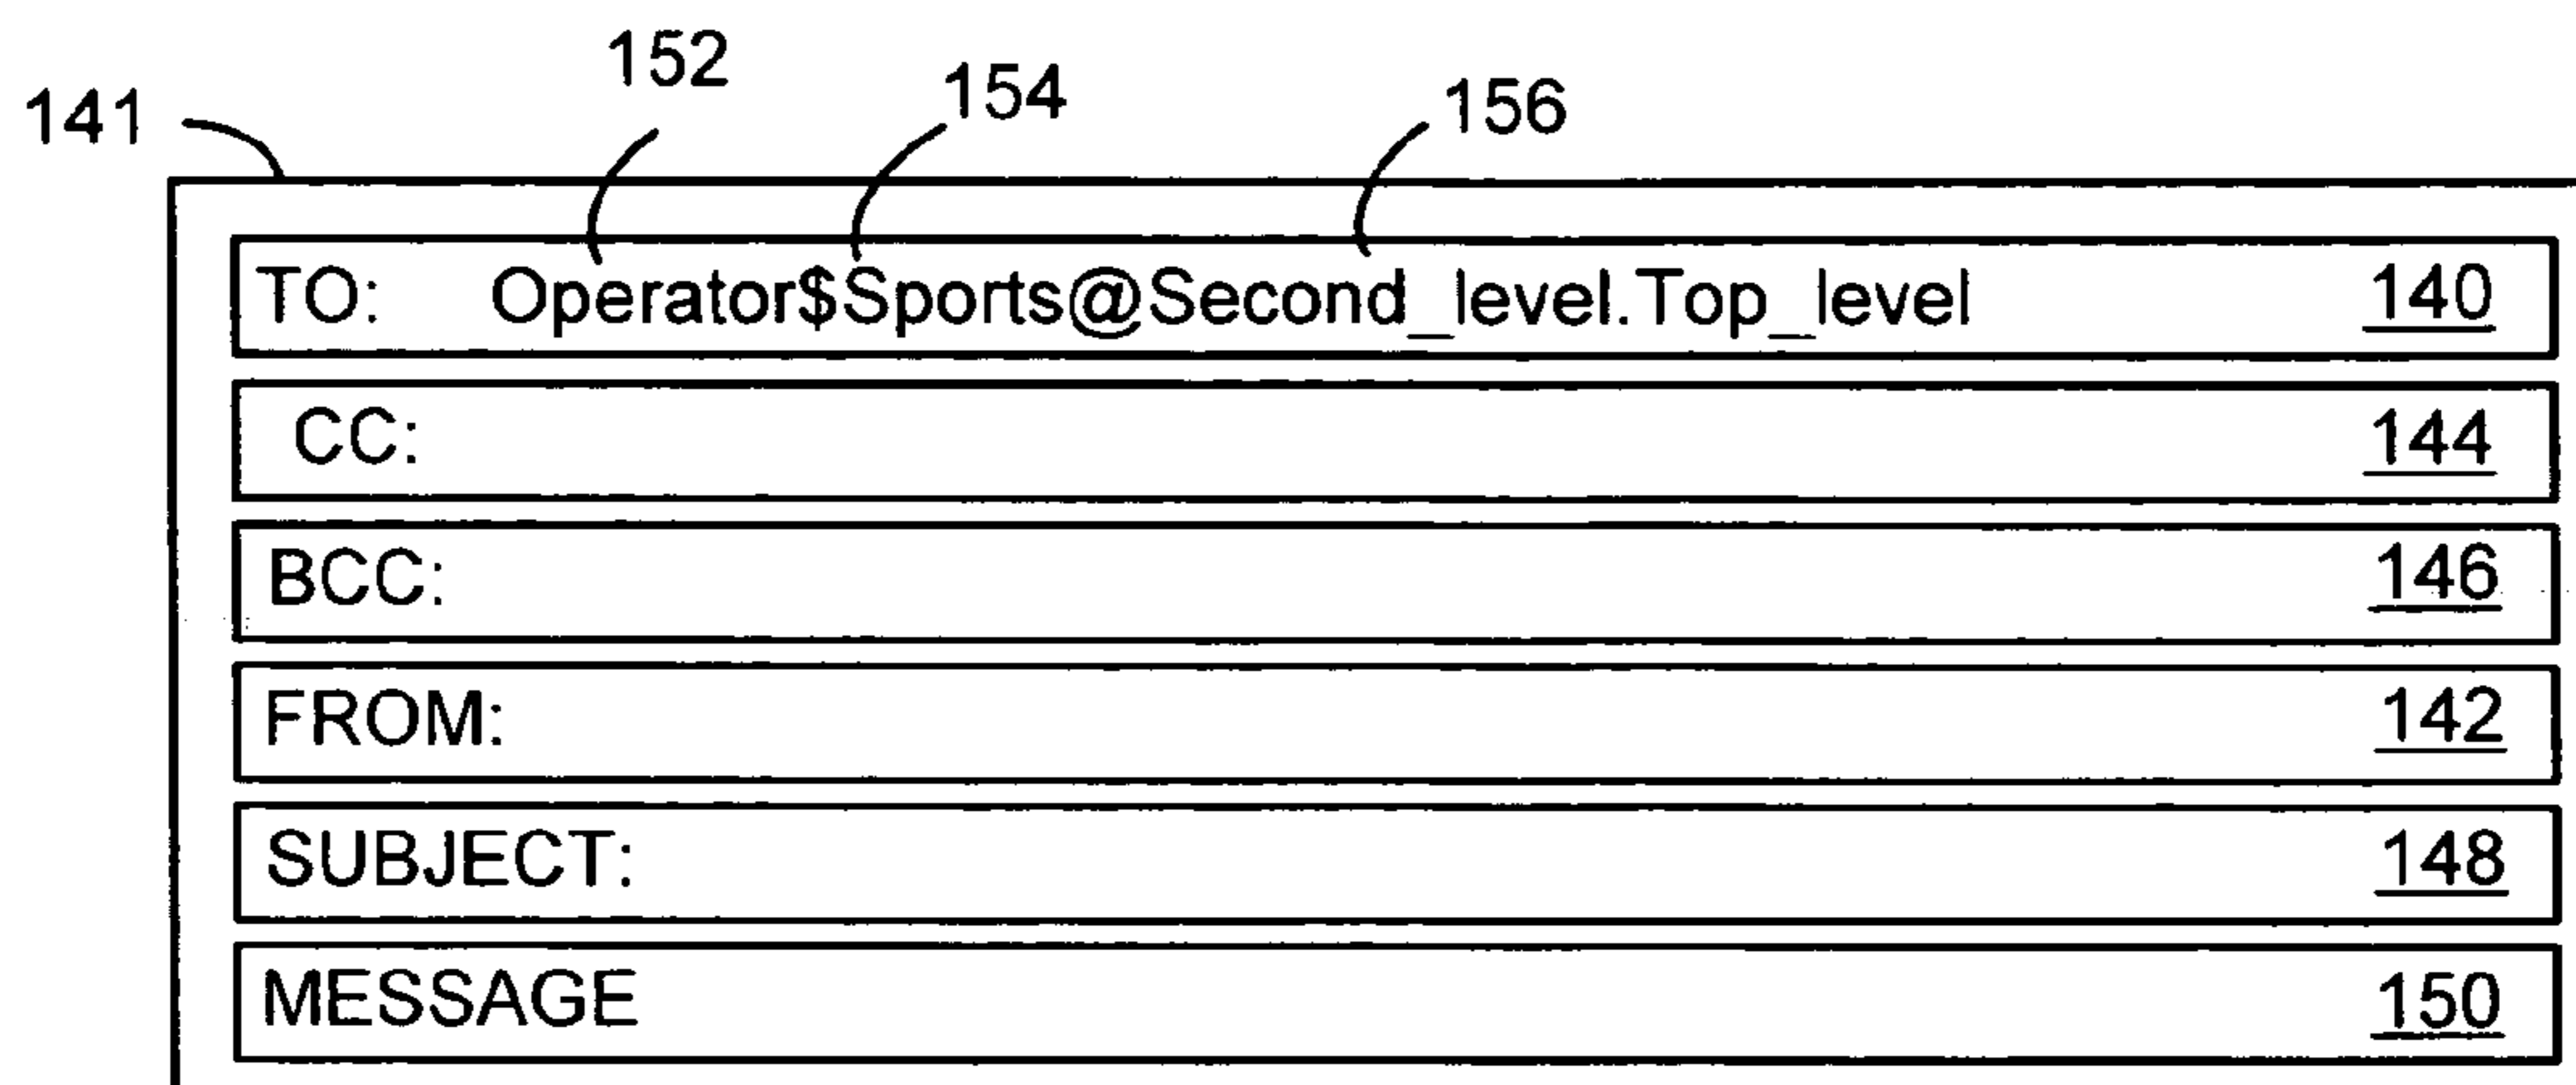 152
154
156
141
TO: Operator$Sports@Second_level.Top_level 140
CC: 144
BCC: 146
FROM: 142
SUBJECT: 148
MESSAGE 150